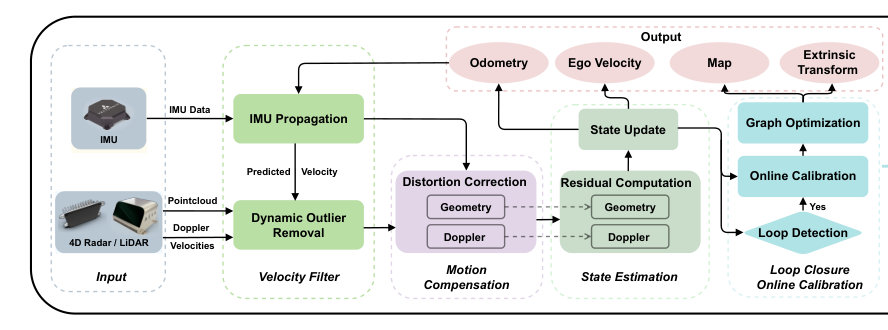 Output
Odometry
Ego Velocity
Map
Extrinsic
Transform
IMU
IMU Data
IMU Propagation
State Update
Graph Optimization
Predicted Velocity
Distortion Correction
Geometry
Doppler
Residual Computation
Geometry
Doppler
Online Calibration
Yes
Loop Detection
4D Radar / LiDAR
Pointcloud
Doppler
Velocities
Dynamic Outlier
Removal
Input
Velocity Filter
Motion
Compensation
State Estimation
Loop Closure
Online Calibration